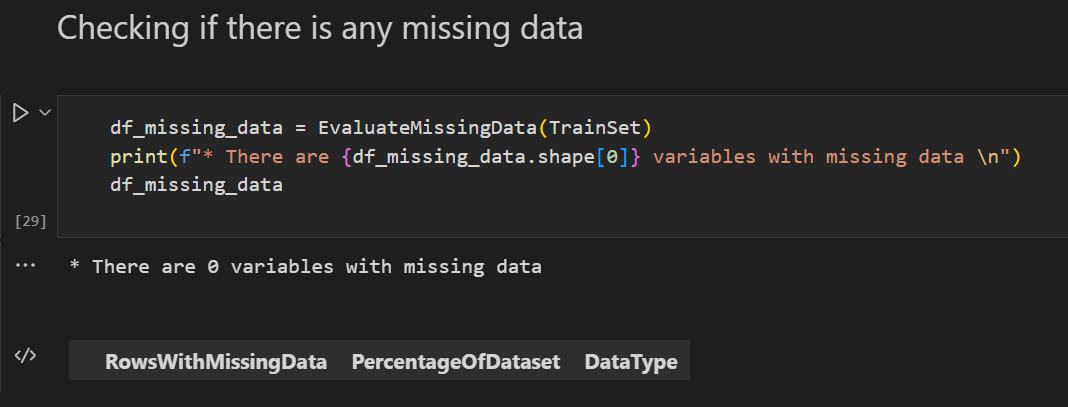 Checking if there is any missing data
df_missing_data = EvaluateMissingData(TrainSet)
print(f"* There are {df_missing_data.shape[0]} variables with missing data \n")
df_missing_data
[29]
* There are 0 variables with missing data
RowsWithMissingData PercentageOfDataset DataType